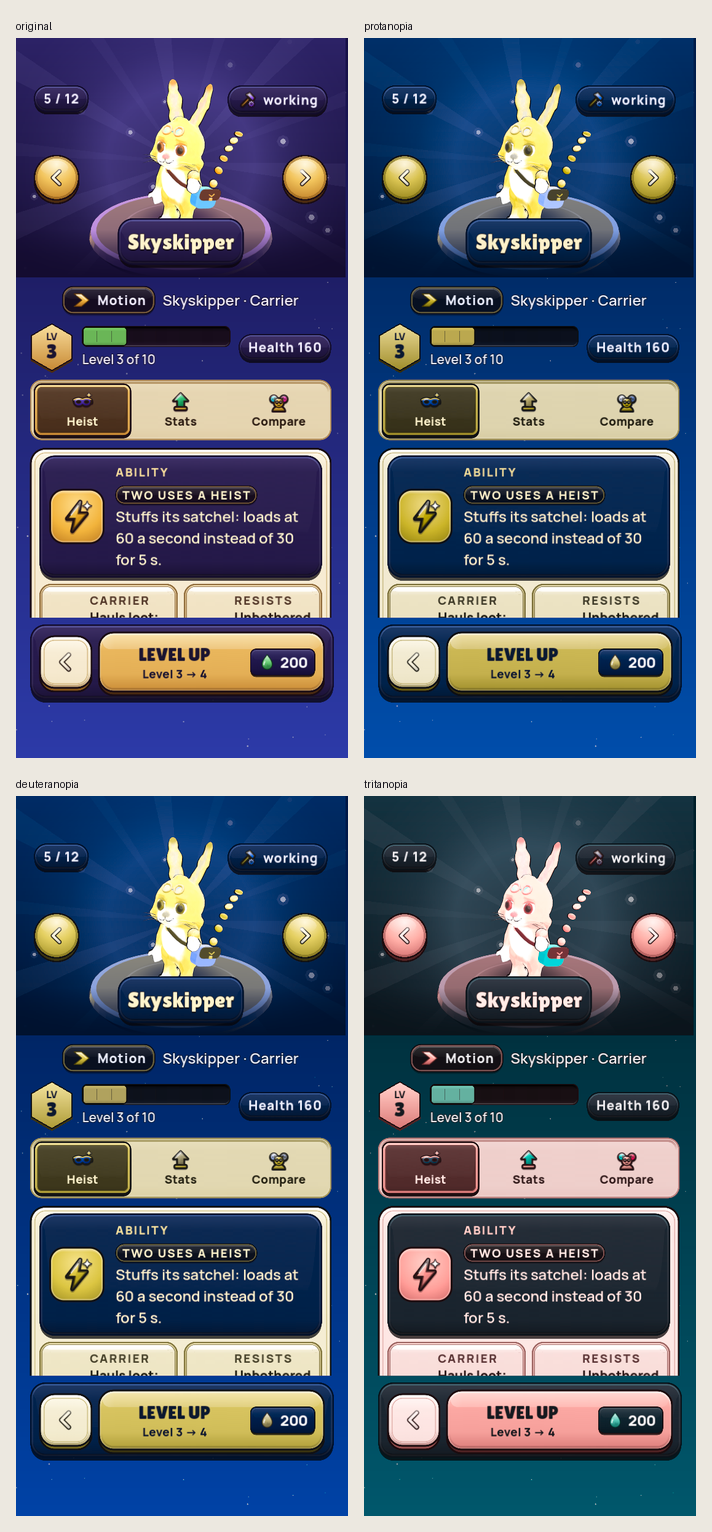 original
5 / 12
working
Skyskipper
Motion
Skyskipper · Carrier
LV
3
Level 3 of 10
Health 160
Heist
Stats
Compare
ABILITY
TWO USES A HEIST
Stuffs its satchel: loads at
60 a second instead of 30
for 5 s.
CARRIER
RESISTS
LEVEL UP
Level 3 → 4
200
protanopia
5 / 12
working
Skyskipper
Motion
Skyskipper · Carrier
LV
3
Level 3 of 10
Health 160
Heist
Stats
Compare
ABILITY
TWO USES A HEIST
Stuffs its satchel: loads at
60 a second instead of 30
for 5 s.
CARRIER
RESISTS
LEVEL UP
Level 3 → 4
200
deuteranopia
5 / 12
working
Skyskipper
Motion
Skyskipper · Carrier
LV
3
Level 3 of 10
Health 160
Heist
Stats
Compare
ABILITY
TWO USES A HEIST
Stuffs its satchel: loads at
60 a second instead of 30
for 5 s.
CARRIER
RESISTS
LEVEL UP
Level 3 → 4
200
tritanopia
5 / 12
working
Skyskipper
Motion
Skyskipper · Carrier
LV
3
Level 3 of 10
Health 160
Heist
Stats
Compare
ABILITY
TWO USES A HEIST
Stuffs its satchel: loads at
60 a second instead of 30
for 5 s.
CARRIER
RESISTS
LEVEL UP
Level 3 → 4
200